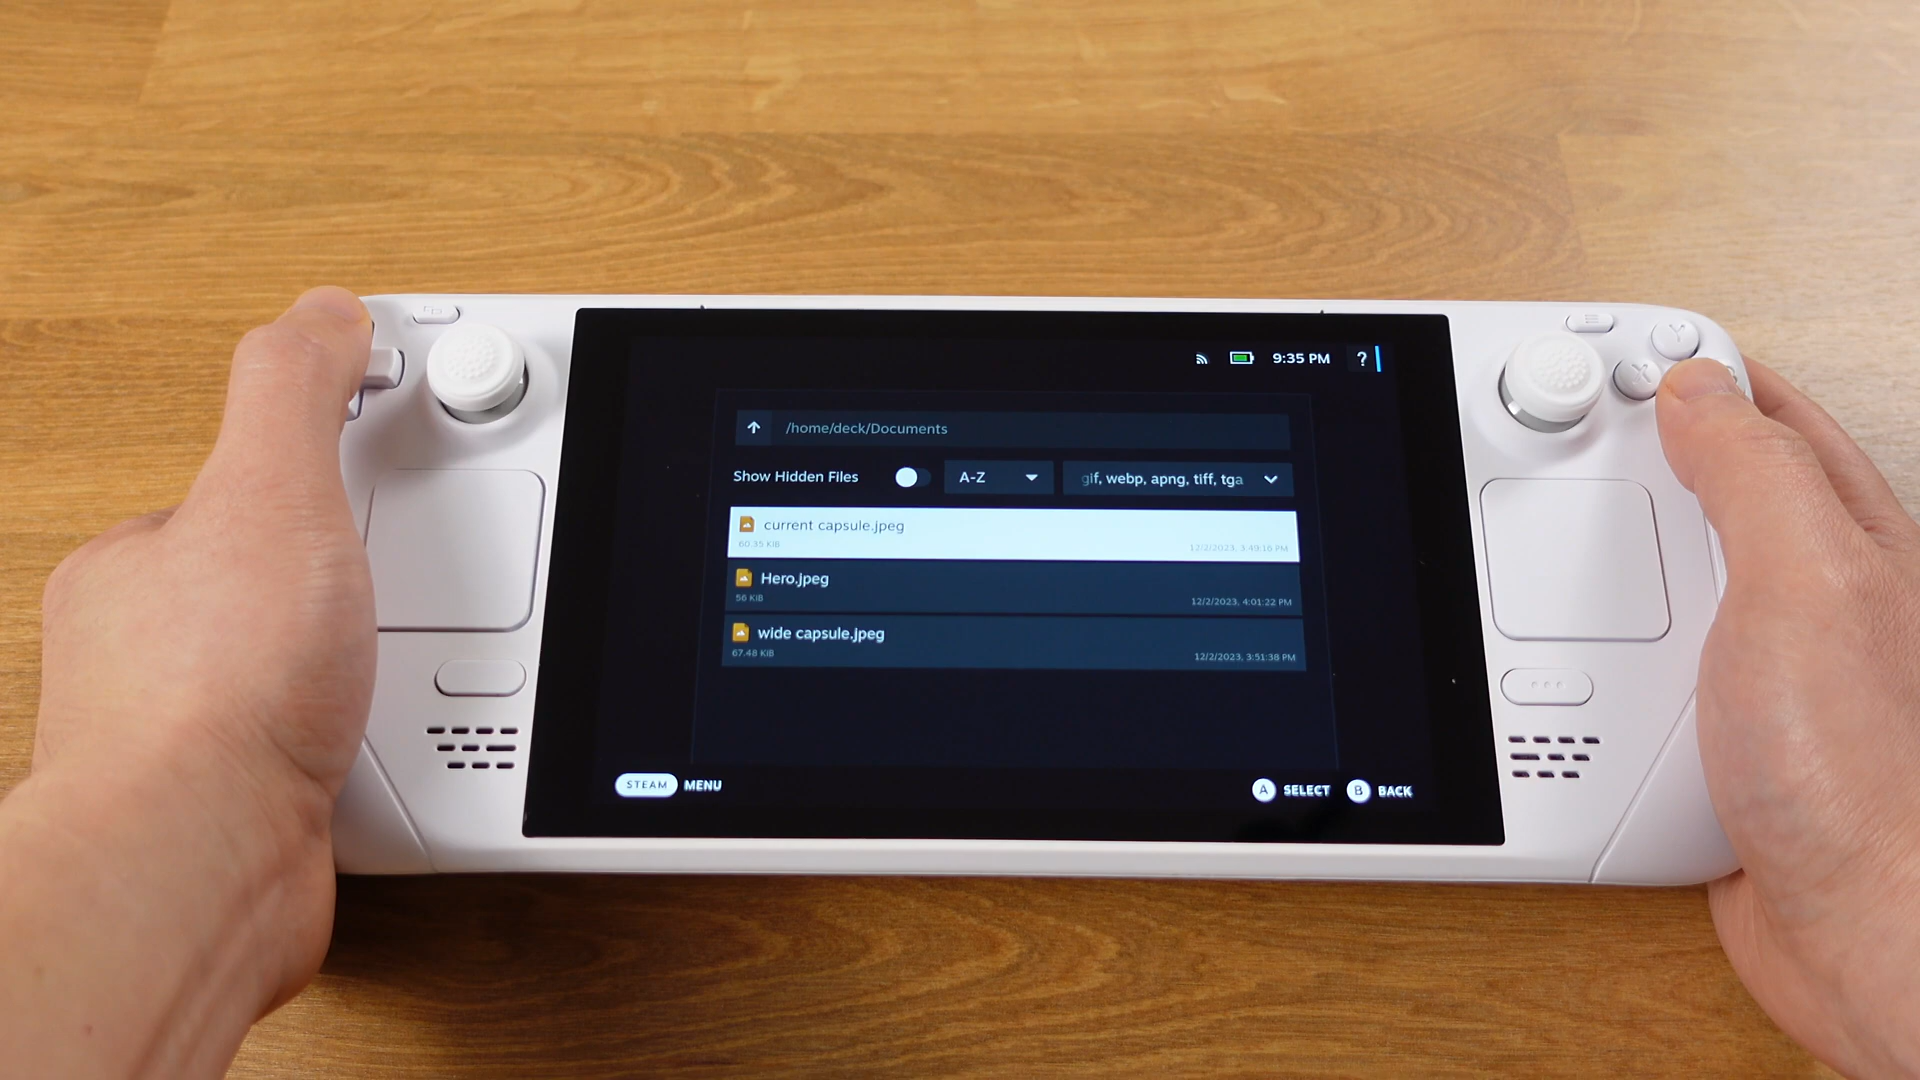 9:35 PM ?
/home/deck/Documents
Show Hidden Files A-Z gif, webp, apng, tiff, tga
current capsule.jpeg
60.35 KiB 12/2/2023, 3:49:16 PM
Hero.jpeg
56 KiB 12/2/2023, 4:01:22 PM
wide capsule.jpeg
67.48 KiB 12/2/2023, 3:51:38 PM
STEAM MENU A SELECT B BACK
Y
X